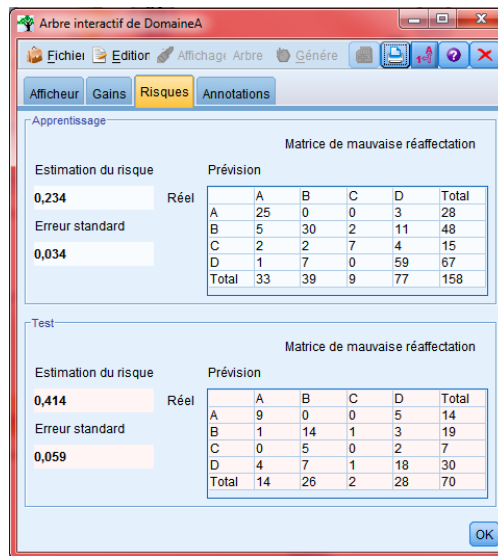 Arbre interactif de DomaineA
Fichier Edition Affichage Arbre Génére
Afficheur Gains Risques Annotations
Apprentissage
Matrice de mauvaise réaffectation
Estimation du risque Prévision
0,234 Réel
Erreur standard
0,034
A B C D Total
A 25 0 0 3 28
B 5 30 2 11 48
C 2 2 7 4 15
D 1 7 0 59 67
Total 33 39 9 77 158
Test
Matrice de mauvaise réaffectation
Estimation du risque Prévision
0,414 Réel
Erreur standard
0,059
A B C D Total
A 9 0 0 5 14
B 1 14 1 3 19
C 0 5 0 2 7
D 4 7 1 18 30
Total 14 26 2 28 70
OK